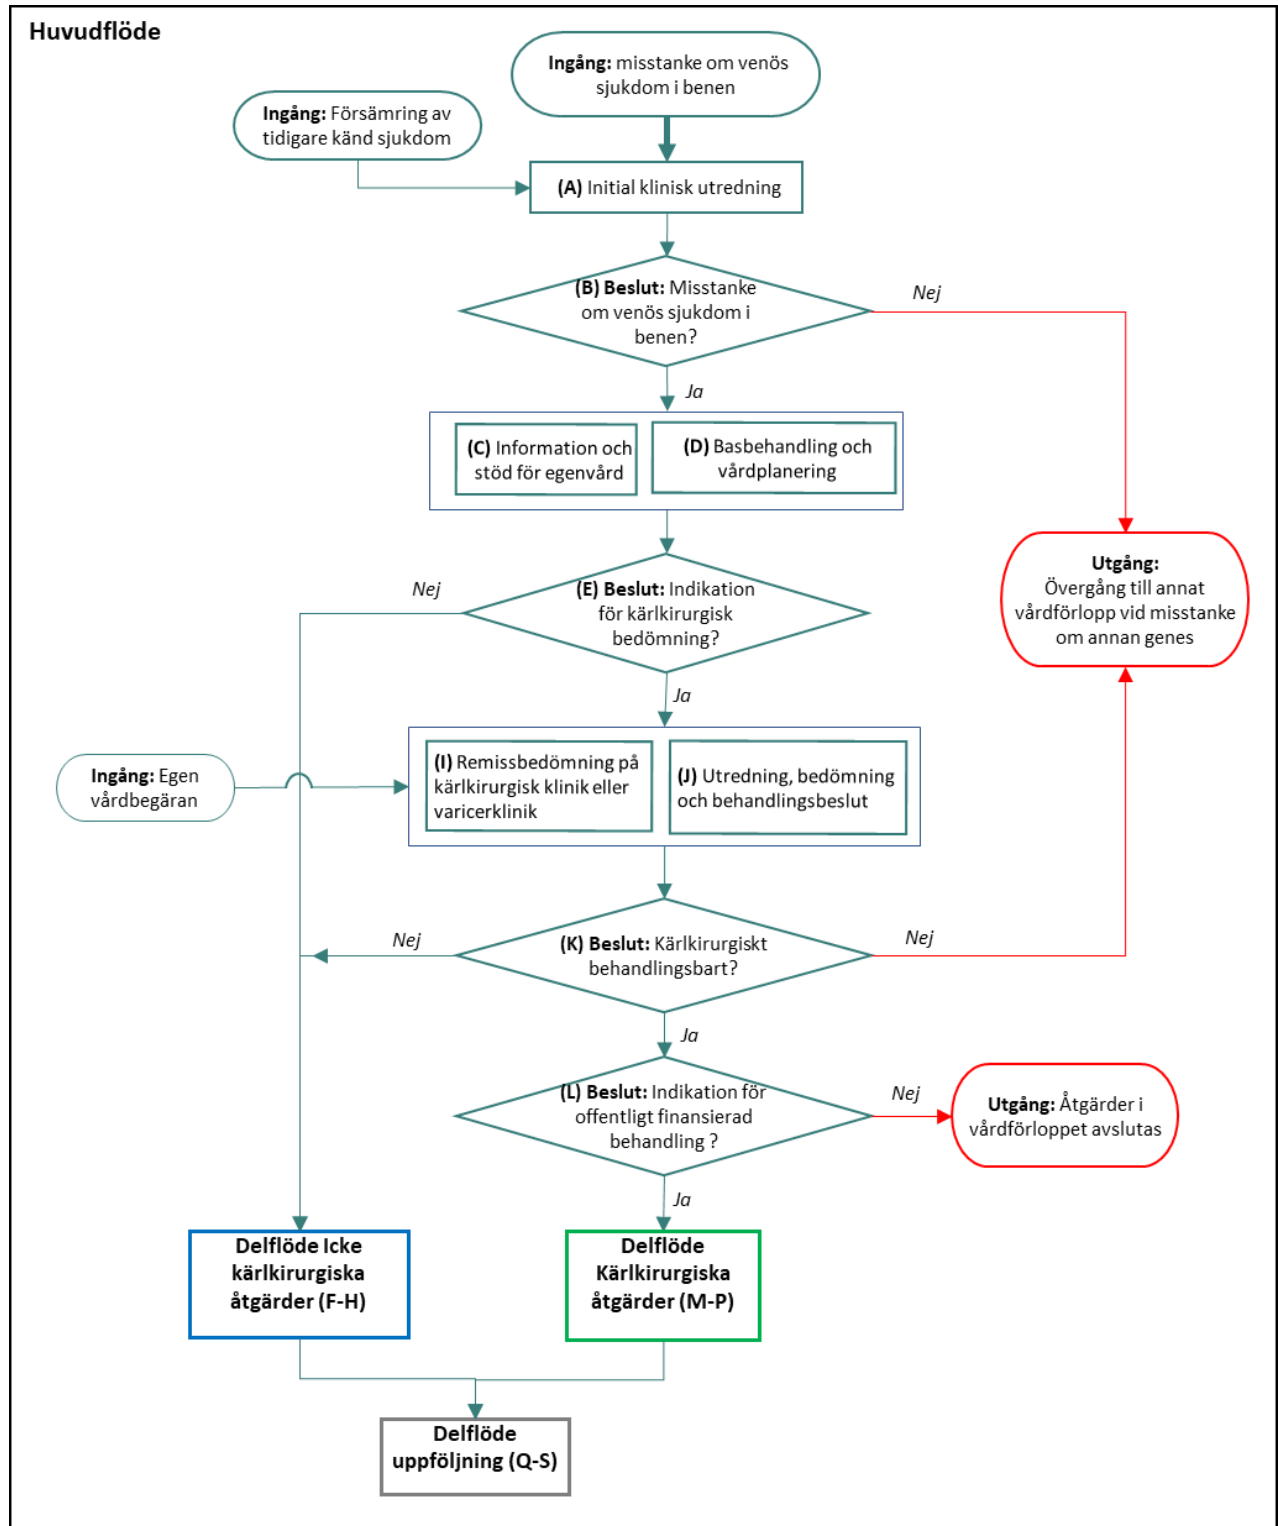 Huvudflöde
Ingång: misstanke om venös
sjukdom i benen
Ingång: Försämring av
tidigare känd sjukdom
(A) Initial klinisk utredning
(B) Beslut: Misstanke
om venös sjukdom i
benen?
Nej
Ja
(C) Information och
stöd för egenvård
(D) Basbehandling och
vårdplanering
Utgång:
Övergång till annat
vårdförlopp vid misstanke
om annan genes
Nej
(E) Beslut: Indikation
för kärlkirurgisk
bedömning?
Ja
Ingång: Egen
vårdbegäran
(I) Remissbedömning på
kärlkirurgisk klinik eller
varicerklinik
(J) Utredning, bedömning
och behandlingsbeslut
Nej
(K) Beslut: Kärlkirurgiskt
behandlingsbart?
Nej
Ja
(L) Beslut: Indikation för
offentligt finansierad
behandling ?
Nej
Utgång: Åtgärder i
vårdförloppet avslutas
Ja
Delflöde Icke
kärlkirurgiska
åtgärder (F-H)
Delflöde
Kärlkirurgiska
åtgärder (M-P)
Delflöde
uppföljning (Q-S)